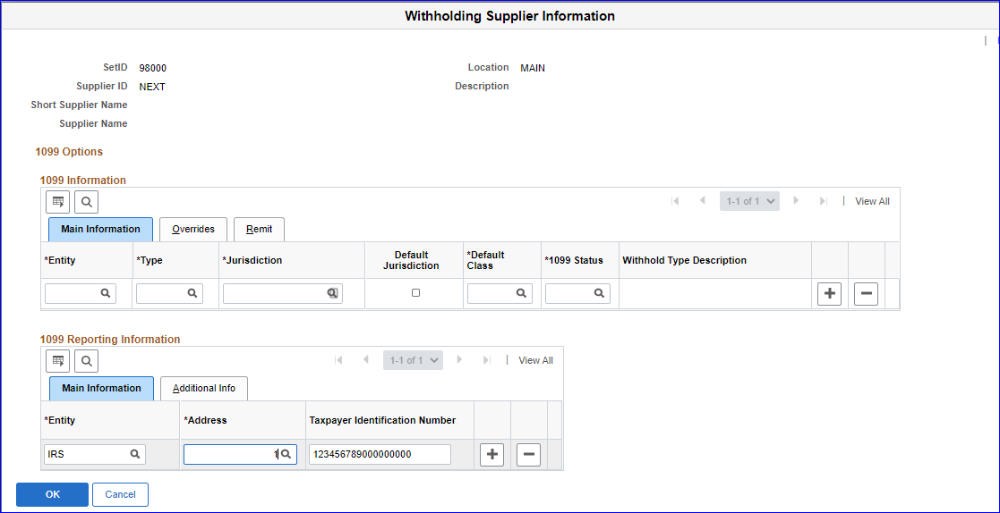 Withholding Supplier Information
SetID 98000 Location MAIN
Supplier ID NEXT Description
Short Supplier Name
Supplier Name
1099 Options
1099 Information
1-1 of 1 | View All
Main Information Overrides Remit
*Entity *Type *Jurisdiction Default Jurisdiction *Default Class *1099 Status Withhold Type Description
1099 Reporting Information
1-1 of 1 | View All
Main Information Additional Info
*Entity *Address Taxpayer Identification Number
IRS 1 123456789000000000
OK Cancel